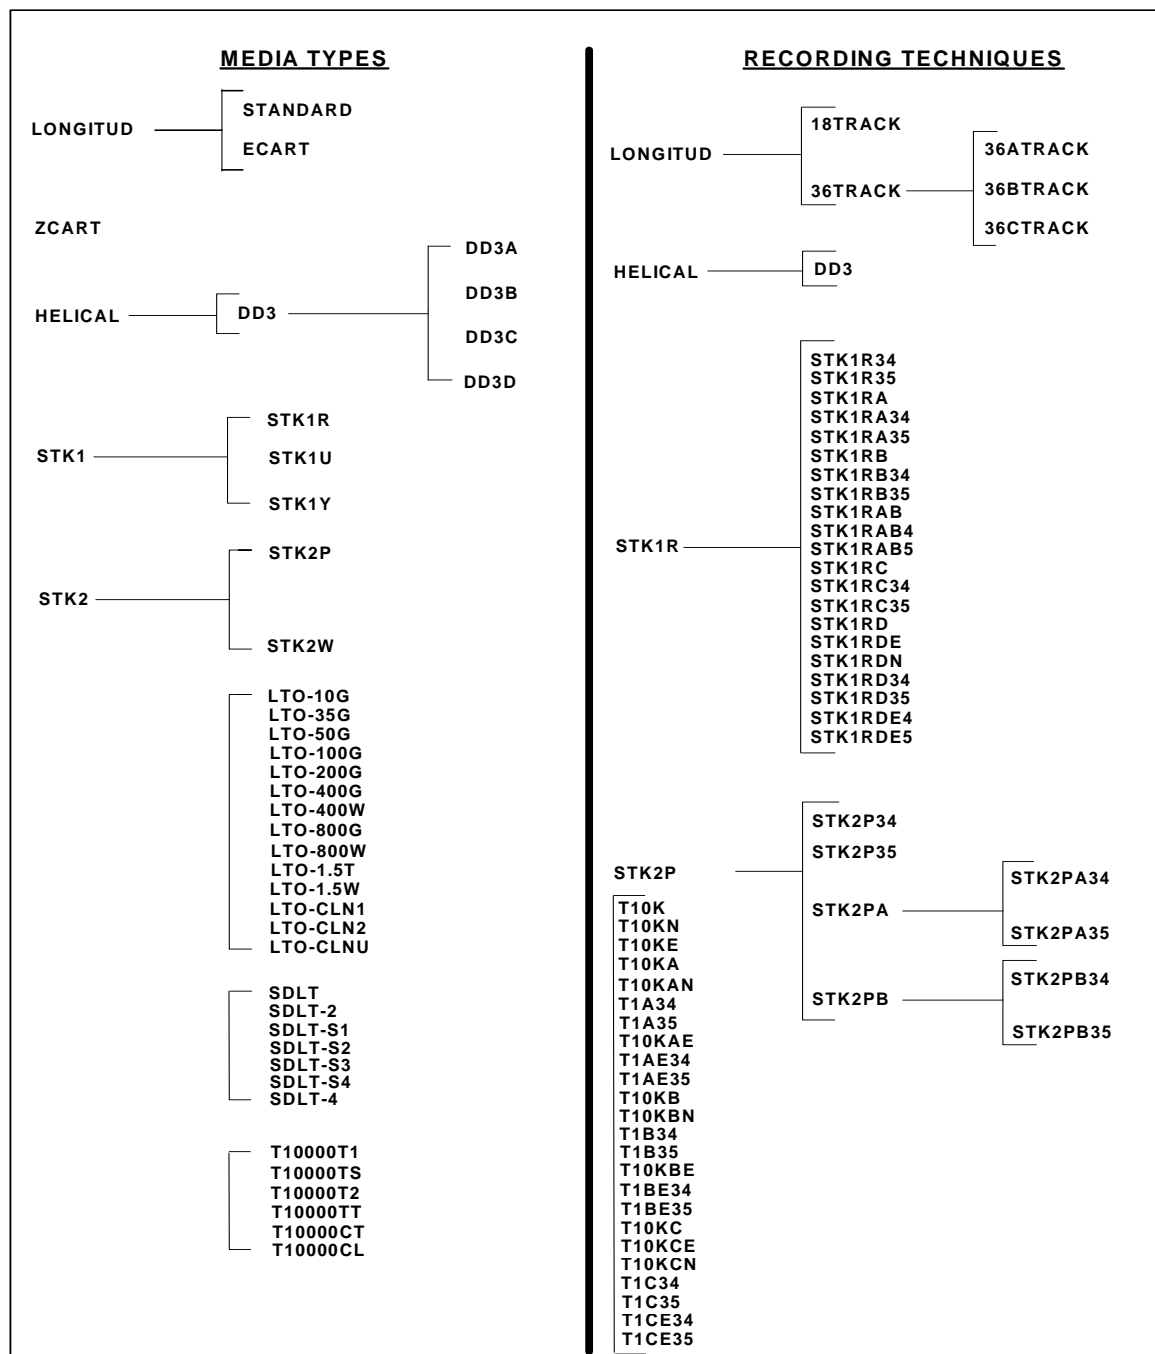 MEDIA TYPES
LONGITUD
STANDARD
ECART
ZCART
HELICAL
DD3
DD3A
DD3B
DD3C
DD3D
STK1
STK1R
STK1U
STK1Y
STK2
STK2P
STK2W
LTO-10G
LTO-35G
LTO-50G
LTO-100G
LTO-200G
LTO-400G
LTO-400W
LTO-800G
LTO-800W
LTO-1.5T
LTO-1.5W
LTO-CLN1
LTO-CLN2
LTO-CLNU
SDLT
SDLT-2
SDLT-S1
SDLT-S2
SDLT-S3
SDLT-S4
SDLT-4
T10000T1
T10000TS
T10000T2
T10000TT
T10000CT
T10000CL
RECORDING TECHNIQUES
LONGITUD
18TRACK
36TRACK
36ATRACK
36BTRACK
36CTRACK
HELICAL
DD3
STK1R
STK1R34
STK1R35
STK1RA
STK1RA34
STK1RA35
STK1RB
STK1RB34
STK1RB35
STK1RAB
STK1RAB4
STK1RAB5
STK1RC
STK1RC34
STK1RC35
STK1RD
STK1RDE
STK1RDN
STK1RD34
STK1RD35
STK1RDE4
STK1RDE5
STK2P
STK2P34
STK2P35
STK2PA
STK2PA34
STK2PA35
STK2PB
STK2PB34
STK2PB35
T10K
T10KN
T10KE
T10KA
T10KAN
T1A34
T1A35
T10KAE
T1AE34
T1AE35
T10KB
T10KBN
T1B34
T1B35
T10KBE
T1BE34
T1BE35
T10KC
T10KCE
T10KCN
T1C34
T1C35
T1CE34
T1CE35